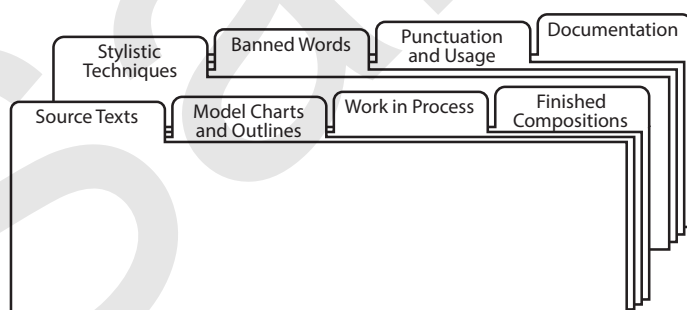 Stylistic
Techniques
Banned Words
Punctuation
and Usage
Documentation
Source Texts
Model Charts
and Outlines
Work in Process
Finished
Compositions